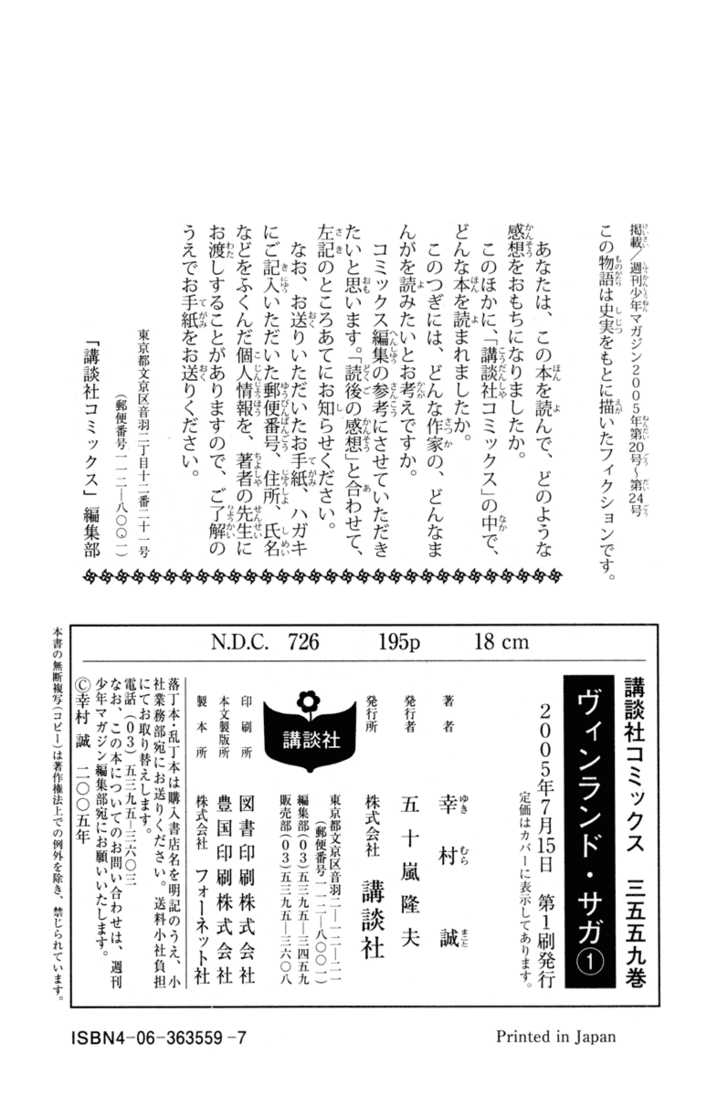 掲載／週刊少年マガジン2005年第20号～第24号
この物語は史実をもとに描いたフィクションです。
あなたは、この本を読んで、どのような
感想をおもちになりましたか。
このほかに、「講談社コミックス」の中で、
どんな本を読まれましたか。
このつぎには、どんな作家の、どんなま
んがを読みたいとお考えですか。
コミックス編集の参考にさせていただき
たいと思います。「読後の感想」と合わせて、
左記のところあてにお知らせください。
なお、お送りいただいたお手紙、ハガキ
にご記入いただいた郵便番号、住所、氏名
などをふくんだ個人情報を、著者の先生に
お渡しすることがありますので、ご了解の
うえでお手紙をお送りください。
東京都文京区音羽二丁目十二番二十一号
（郵便番号一一二―八〇〇一）
「講談社コミックス」編集部
N.D.C. 726 195p 18 cm
講談社コミックス 三五五九巻
ヴィンランド・サガ①
2005年7月15日 第1刷発行
定価はカバーに表示してあります。
著者 幸村誠
発行者 五十嵐隆夫
発行所 株式会社 講談社
東京都文京区音羽二―一二―二一
（郵便番号一一二―八〇〇一）
編集部（03）五三九五―三四五九
販売部（03）五三九五―三六〇八
講談社
印刷所 図書印刷株式会社
本文製版所 豊国印刷株式会社
製本所 株式会社 フォーネット社
落丁本・乱丁本は購入書店名を明記のうえ、小
社業務部宛にお送りください。送料小社負担
にてお取り替えします。
電話（03）五三九五―三六〇三
なお、この本についてのお問い合わせは、週刊
少年マガジン編集部宛にお願いいたします。
Ⓒ幸村 誠 二〇〇五年
本書の無断複写（コピー）は著作権法上での例外を除き、禁じられています。
ISBN4-06-363559-7
Printed in Japan